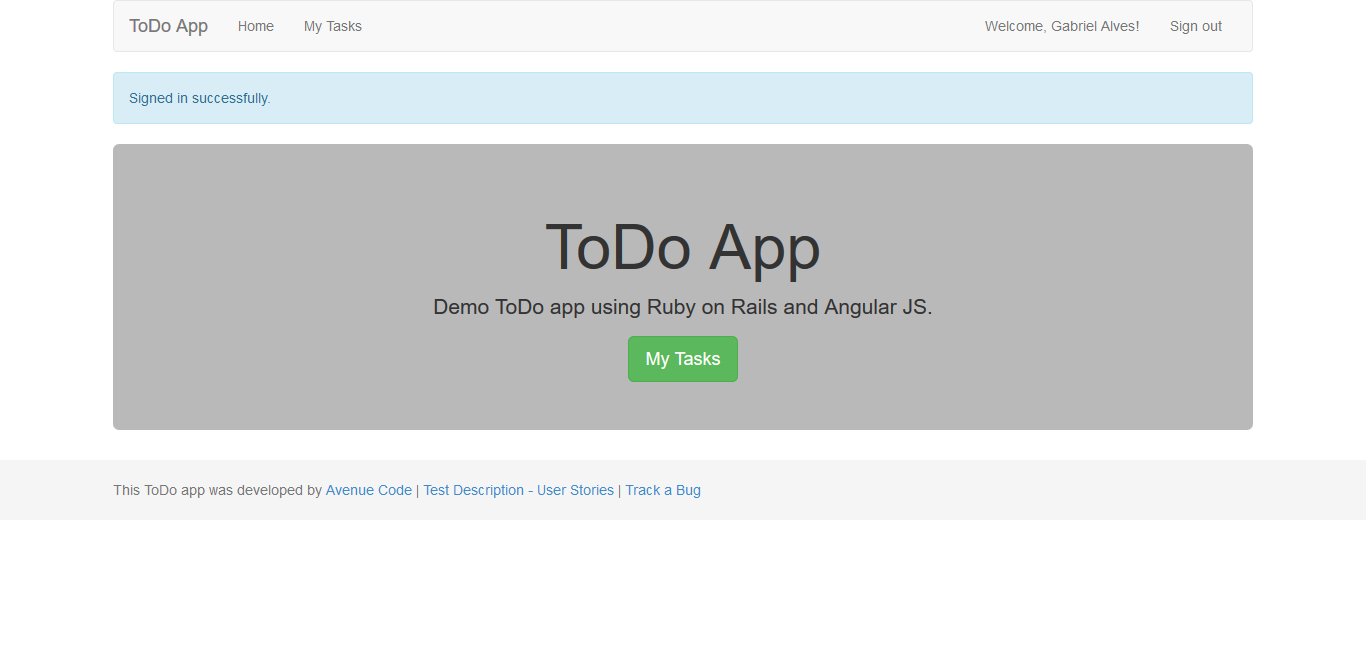 ToDo App Home My Tasks Welcome, Gabriel Alves! Sign out
Signed in successfully.
ToDo App
Demo ToDo app using Ruby on Rails and Angular JS.
My Tasks
This ToDo app was developed by Avenue Code | Test Description - User Stories | Track a Bug